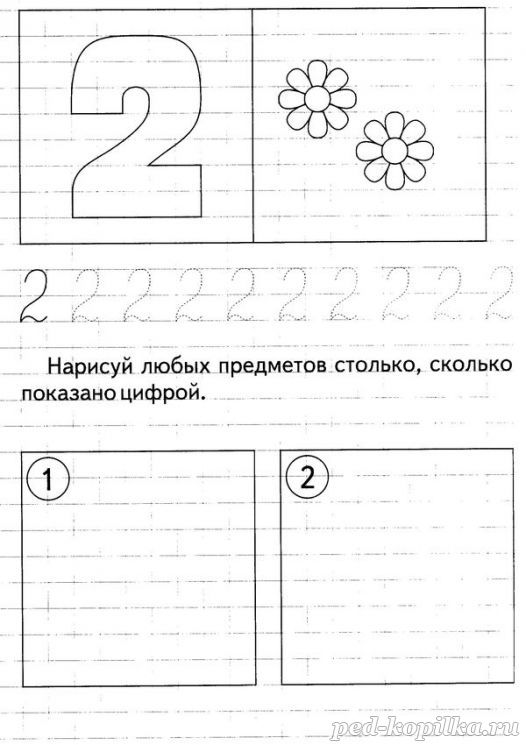 2
2 2 2 2 2 2 2 2 2 2
Нарисуй любых предметов столько, сколько
показано цифрой.
1 2
ped-kopilka.ru